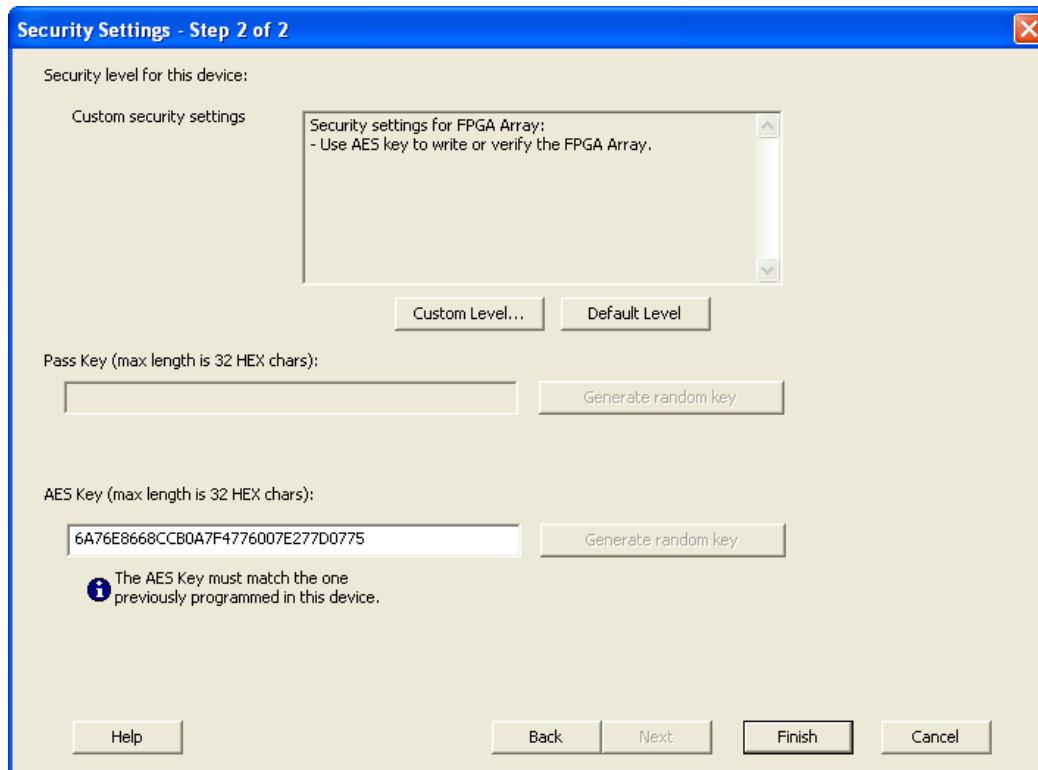 Security Settings - Step 2 of 2
Security level for this device:
Custom security settings
Security settings for FPGA Array:
- Use AES key to write or verify the FPGA Array.
Custom Level...
Default Level
Pass Key (max length is 32 HEX chars):
Generate random key
AES Key (max length is 32 HEX chars):
6A76E8668CCB0A7F4776007E277D0775
Generate random key
The AES Key must match the one
previously programmed in this device.
Help
Back
Next
Finish
Cancel